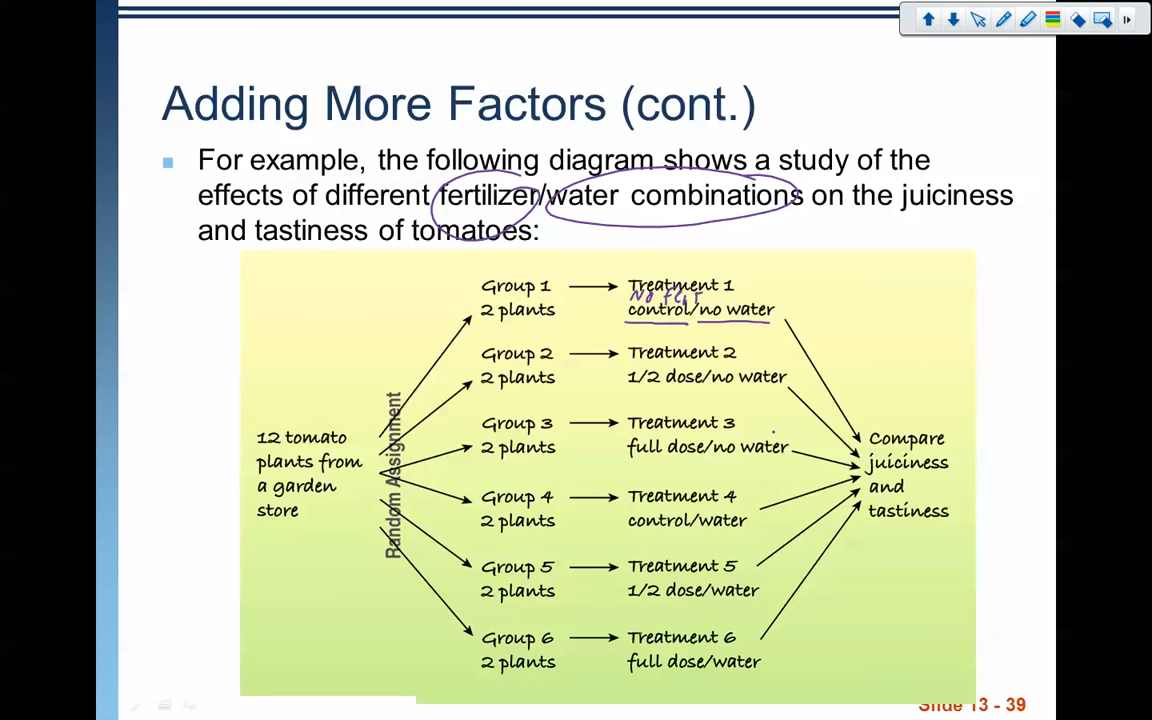 Adding More Factors (cont.)
For example, the following diagram shows a study of the
effects of different fertilizer/water combinations on the juiciness
and tastiness of tomatoes:
12 tomato
plants from
a garden
store
Random Assignment
Group 1
2 plants
Treatment 1
No
control/no water
Group 2
2 plants
Treatment 2
1/2 dose/no water
Group 3
2 plants
Treatment 3
full dose/no water
Group 4
2 plants
Treatment 4
control/water
Group 5
2 plants
Treatment 5
1/2 dose/water
Group 6
2 plants
Treatment 6
full dose/water
Compare
juiciness
and
tastiness
Slide 13 - 39